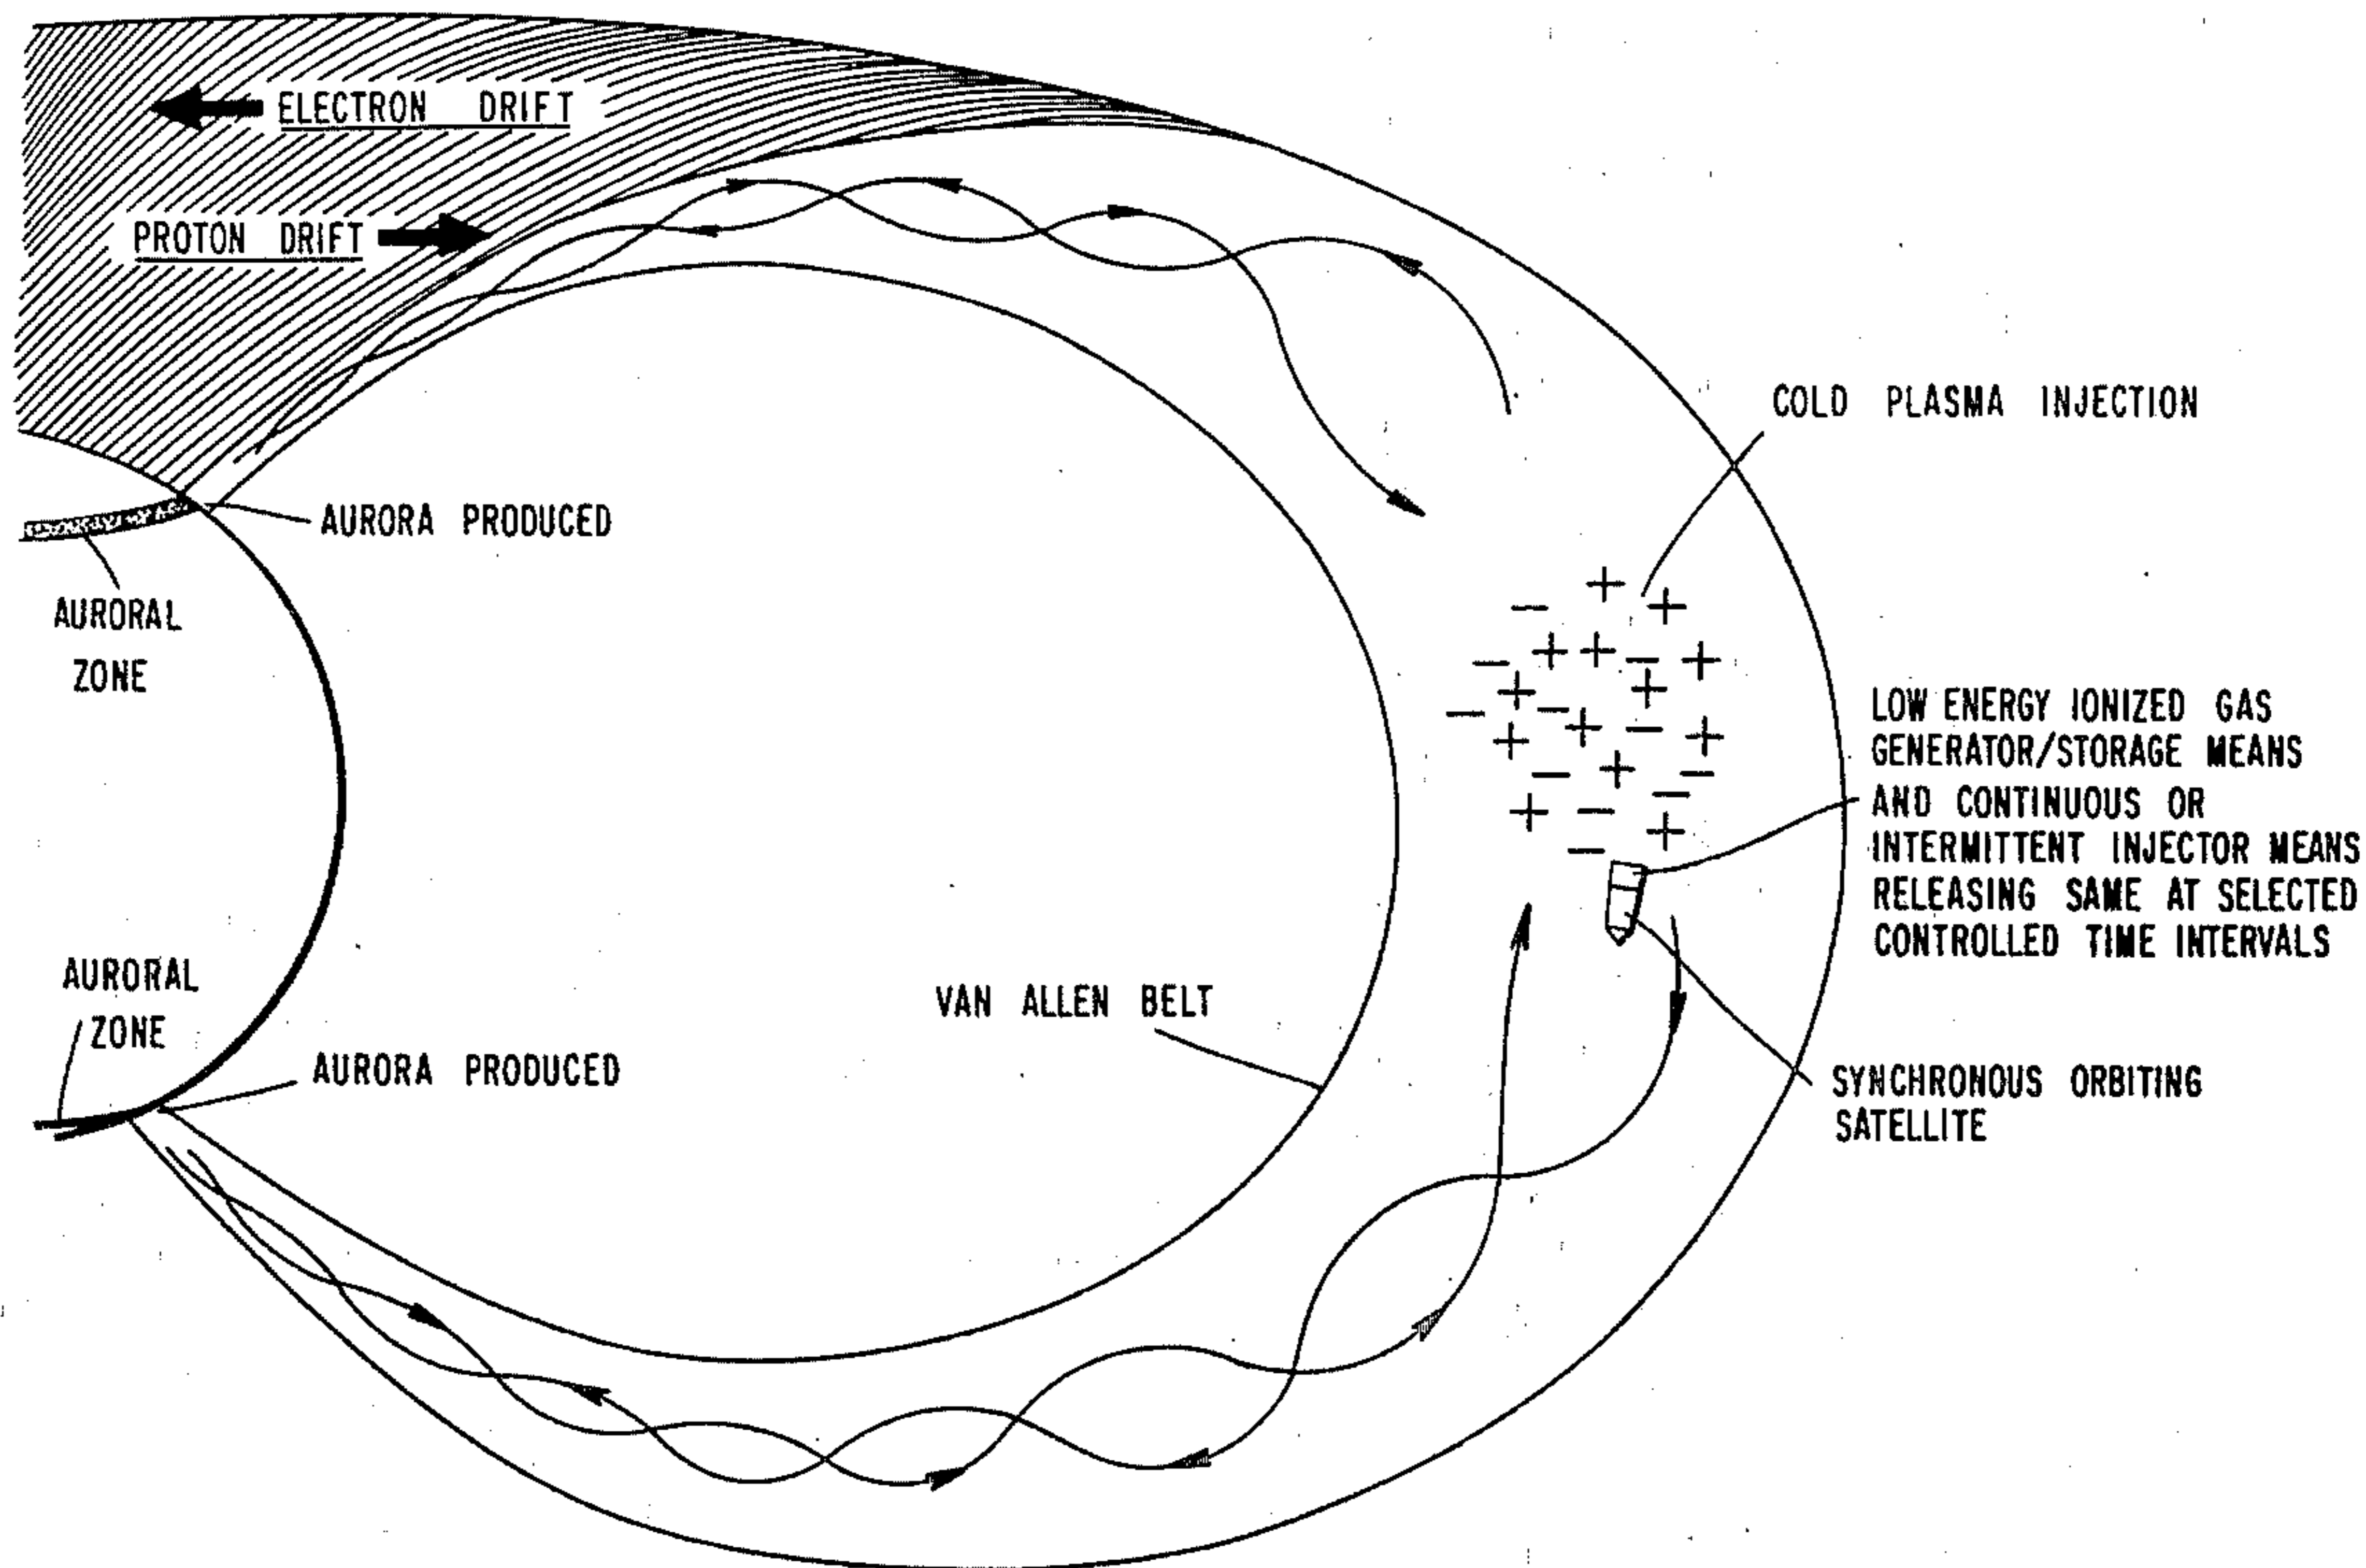 ELECTRON DRIFT
PROTON DRIFT
AURORA PRODUCED
AURORAL
ZONE
COLD PLASMA INJECTION
LOW ENERGY IONIZED GAS
GENERATOR/STORAGE MEANS
AND CONTINUOUS OR
INTERMITTENT INJECTOR MEANS
RELEASING SAME AT SELECTED
CONTROLLED TIME INTERVALS
AURORAL
ZONE
VAN ALLEN BELT
AURORA PRODUCED
SYNCHRONOUS ORBITING
SATELLITE